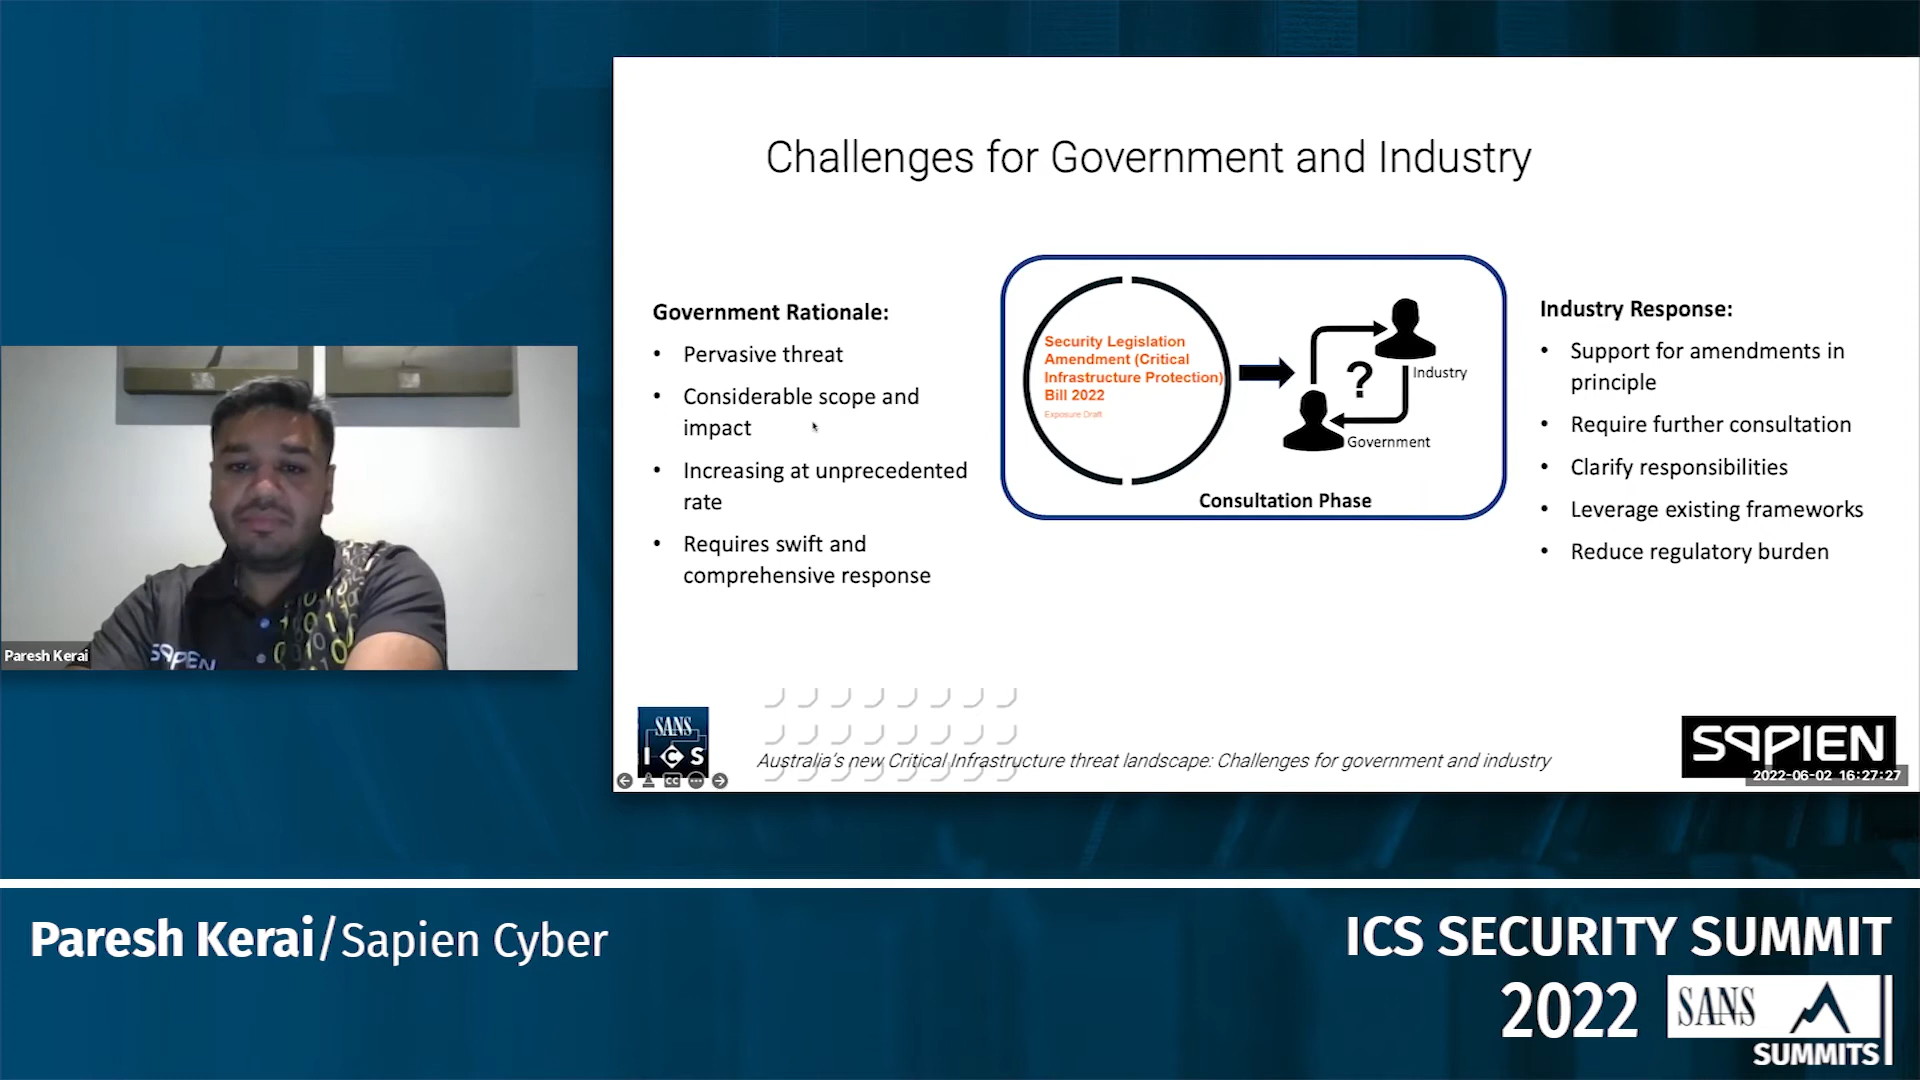 Challenges for Government and Industry
Government Rationale:
• Pervasive threat
• Considerable scope and
impact
• Increasing at unprecedented
rate
• Requires swift and
comprehensive response
Security Legislation
Amendment (Critical
Infrastructure Protection)
Bill 2022
Exposure Draft
?
Industry
Government
Consultation Phase
Industry Response:
• Support for amendments in
principle
• Require further consultation
• Clarify responsibilities
• Leverage existing frameworks
• Reduce regulatory burden
Paresh Kerai
SAPIEN
SANS
ICS
CC
Australia's new Critical Infrastructure threat landscape: Challenges for government and industry
SAPIEN
2022-06-02 16:27:27
Paresh Kerai/Sapien Cyber
ICS SECURITY SUMMIT
2022
SANS
SUMMITS